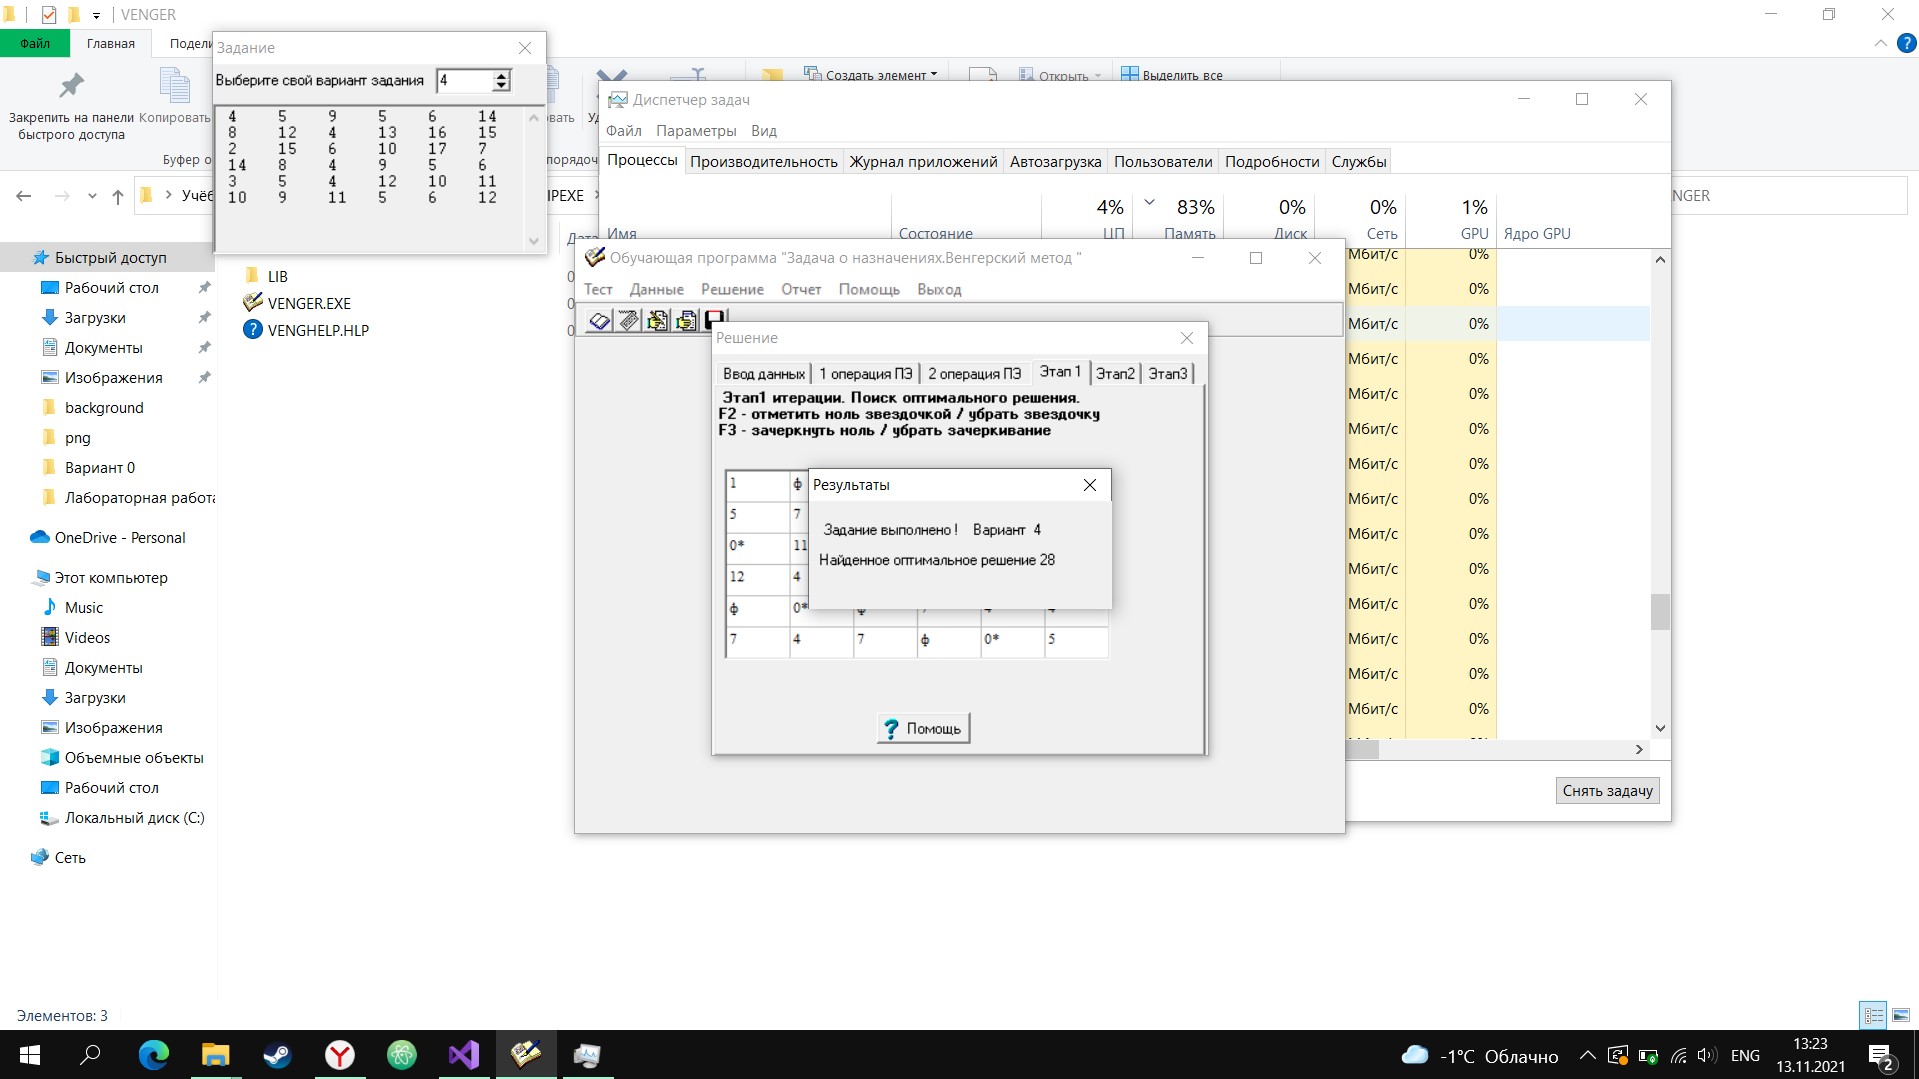 VENGER
Файл
Главная
Закрепить на панели
быстрого доступа
Копировать
Создать элемент
Открыть
Выделить все
Задание
Выберите свой вариант задания 4
4 5 9 5 6 14
8 12 4 13 16 15
2 15 6 10 17 7
14 8 4 9 5 6
3 5 4 12 10 11
10 9 11 5 6 12
Быстрый доступ
Рабочий стол
Загрузки
Документы
Изображения
background
png
Вариант 0
Лабораторная работа
OneDrive - Personal
Этот компьютер
Music
Videos
Документы
Загрузки
Изображения
Объемные объекты
Рабочий стол
Локальный диск (C:)
Сеть
Элементов: 3
LIB
VENGER.EXE
VENGHELP.HLP
Диспетчер задач
Файл Параметры Вид
Процессы Производительность Журнал приложений Автозагрузка Пользователи Подробности Службы
4% 83% 0% 0% 1%
Имя Состояние ЦП Память Диск Сеть GPU Ядро GPU
Мбит/с 0%
Мбит/с 0%
Мбит/с 0%
Мбит/с 0%
Мбит/с 0%
Мбит/с 0%
Мбит/с 0%
Мбит/с 0%
Мбит/с 0%
Мбит/с 0%
Мбит/с 0%
Мбит/с 0%
Мбит/с 0%
Мбит/с 0%
Снять задачу
Обучающая программа "Задача о назначениях.Венгерский метод "
Тест Данные Решение Отчет Помощь Выход
Решение
Ввод данных 1 операция ПЭ 2 операция ПЭ Этап 1 Этап2 Этап3
Этап1 итерации. Поиск оптимального решения.
F2 - отметить ноль звездочкой / убрать звездочку
F3 - зачеркнуть ноль / убрать зачеркивание
1 ф
5 7
0* 11
12 4
ф 0* ф
7 4 7 ф 0* 5
Результаты
Задание выполнено ! Вариант 4
Найденное оптимальное решение 28
? Помощь
-1°C Облачно
ENG
13:23
13.11.2021
2